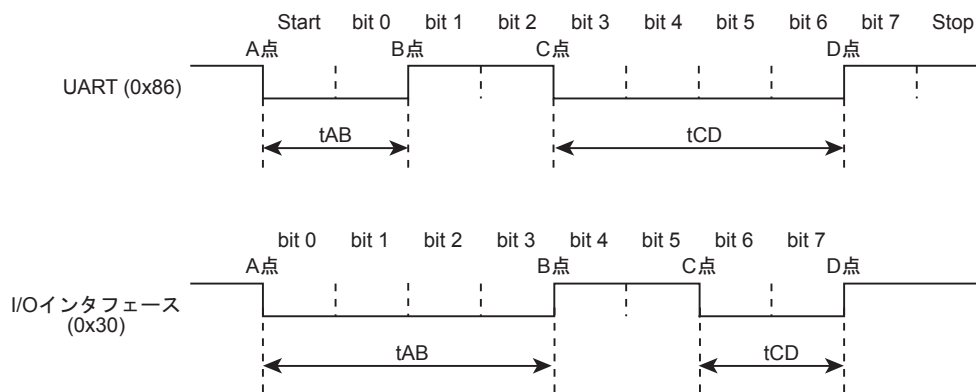 Start bit 0 bit 1 bit 2 bit 3 bit 4 bit 5 bit 6 bit 7 Stop
A点 B点 C点 D点
UART (0x86)
tAB tCD
bit 0 bit 1 bit 2 bit 3 bit 4 bit 5 bit 6 bit 7
A点 B点 C点 D点
I/Oインタフェース
(0x30)
tAB tCD